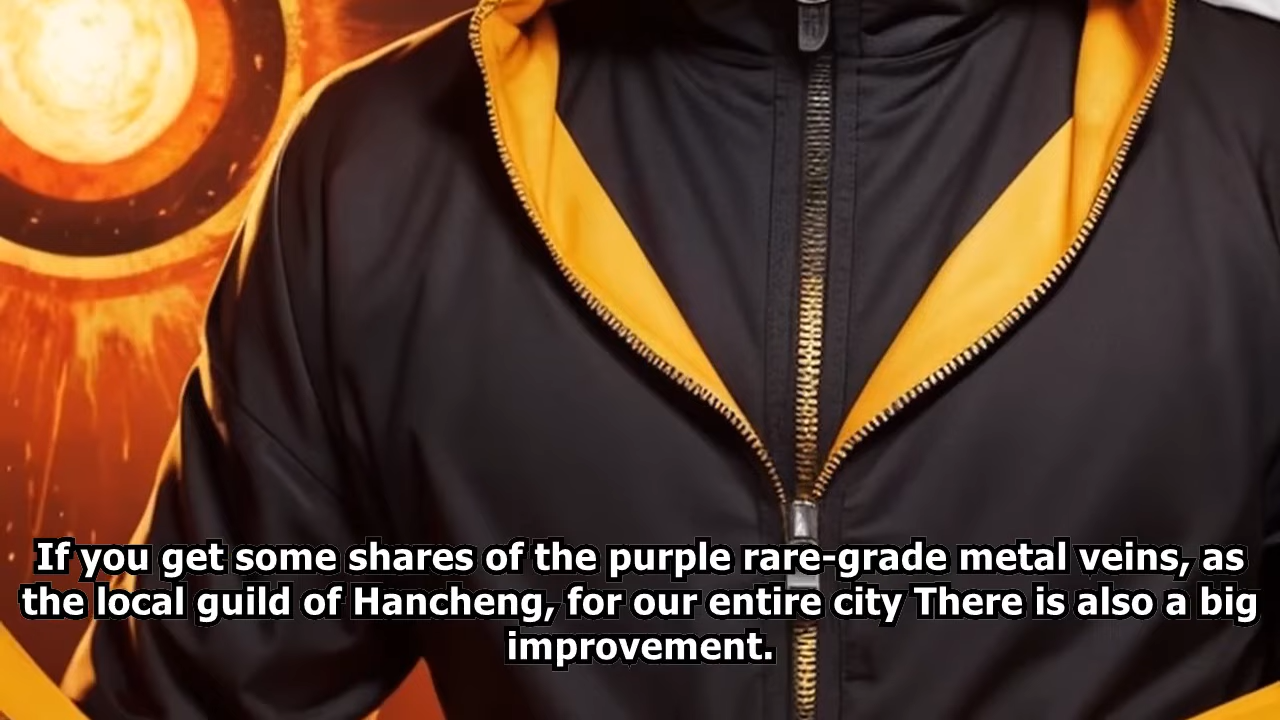 If you get some shares of the purple rare-grade metal veins, as
the local guild of Hancheng, for our entire city There is also a big
improvement.